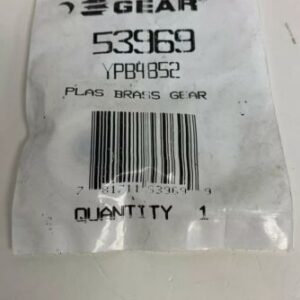 GEAR
53969
YPB4852
PLAS BRASS GEAR
7 81711 53969 9
QUANTITY 1